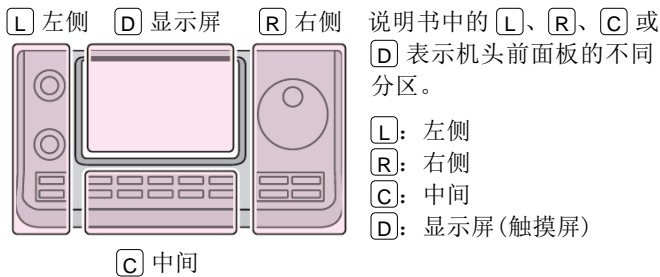 L 左侧 D 显示屏 R 右侧
C 中间
说明书中的 L、R、C 或
D 表示机头前面板的不同
分区。
L：左侧
R：右侧
C：中间
D：显示屏(触摸屏)